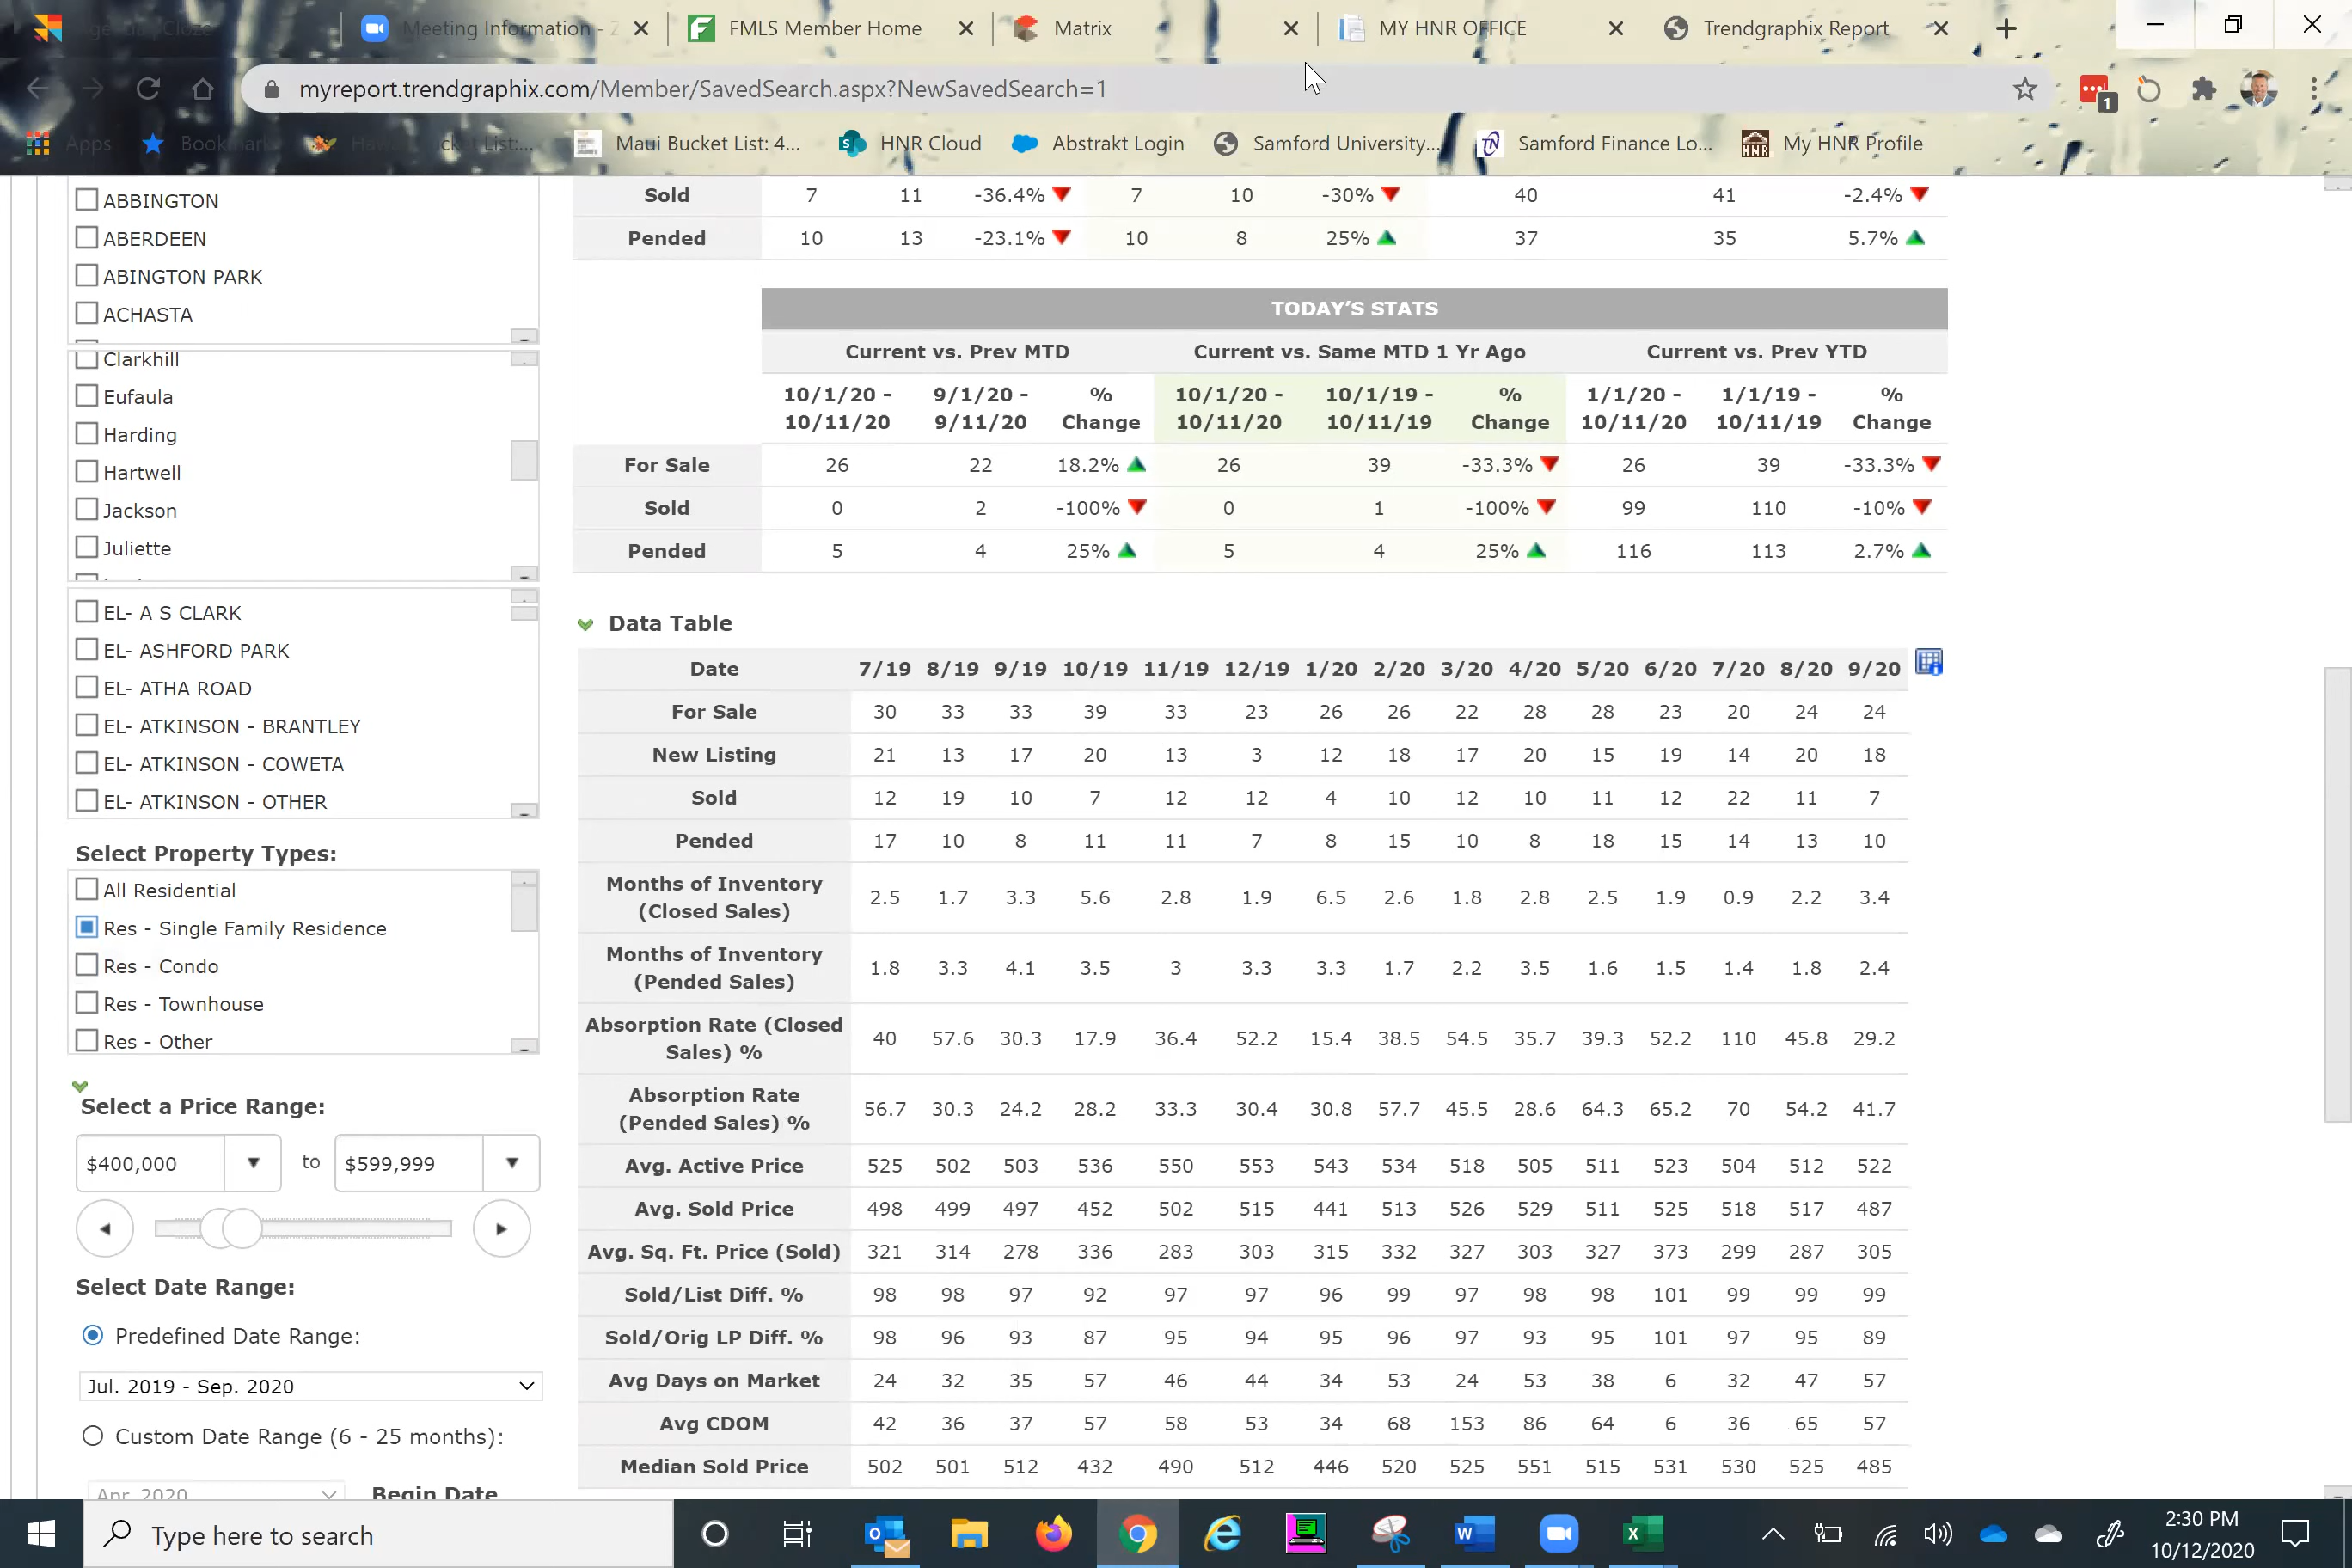 Meeting Information - Z
FMLS Member Home
Matrix
MY HNR OFFICE
Trendgraphix Report
myreport.trendgraphix.com/Member/SavedSearch.aspx?NewSavedSearch=1
1
Apps
Bookmark
Bucket List:...
Maui Bucket List: 4...
HNR Cloud
Abstrakt Login
Samford University...
Samford Finance Lo...
My HNR Profile
ABBINGTON
ABERDEEN
ABINGTON PARK
ACHASTA
Clarkhill
Eufaula
Harding
Hartwell
Jackson
Juliette
EL- A S CLARK
EL- ASHFORD PARK
EL- ATHA ROAD
EL- ATKINSON - BRANTLEY
EL- ATKINSON - COWETA
EL- ATKINSON - OTHER
Select Property Types:
All Residential
Res - Single Family Residence
Res - Condo
Res - Townhouse
Res - Other
Select a Price Range:
$400,000 to $599,999
Select Date Range:
Predefined Date Range:
Jul. 2019 - Sep. 2020
Custom Date Range (6 - 25 months):
Apr. 2020 Begin Date
Sold 7 11 -36.4% 7 10 -30% 40 41 -2.4%
Pended 10 13 -23.1% 10 8 25% 37 35 5.7%
TODAY'S STATS
Current vs. Prev MTD Current vs. Same MTD 1 Yr Ago Current vs. Prev YTD
10/1/20 - 9/1/20 - % 10/1/20 - 10/1/19 - % 1/1/20 - 1/1/19 - %
10/11/20 9/11/20 Change 10/11/20 10/11/19 Change 10/11/20 10/11/19 Change
For Sale 26 22 18.2% 26 39 -33.3% 26 39 -33.3%
Sold 0 2 -100% 0 1 -100% 99 110 -10%
Pended 5 4 25% 5 4 25% 116 113 2.7%
Data Table
Date 7/19 8/19 9/19 10/19 11/19 12/19 1/20 2/20 3/20 4/20 5/20 6/20 7/20 8/20 9/20
For Sale 30 33 33 39 33 23 26 26 22 28 28 23 20 24 24
New Listing 21 13 17 20 13 3 12 18 17 20 15 19 14 20 18
Sold 12 19 10 7 12 12 4 10 12 10 11 12 22 11 7
Pended 17 10 8 11 11 7 8 15 10 8 18 15 14 13 10
Months of Inventory
(Closed Sales) 2.5 1.7 3.3 5.6 2.8 1.9 6.5 2.6 1.8 2.8 2.5 1.9 0.9 2.2 3.4
Months of Inventory
(Pended Sales) 1.8 3.3 4.1 3.5 3 3.3 3.3 1.7 2.2 3.5 1.6 1.5 1.4 1.8 2.4
Absorption Rate (Closed
Sales) % 40 57.6 30.3 17.9 36.4 52.2 15.4 38.5 54.5 35.7 39.3 52.2 110 45.8 29.2
Absorption Rate
(Pended Sales) % 56.7 30.3 24.2 28.2 33.3 30.4 30.8 57.7 45.5 28.6 64.3 65.2 70 54.2 41.7
Avg. Active Price 525 502 503 536 550 553 543 534 518 505 511 523 504 512 522
Avg. Sold Price 498 499 497 452 502 515 441 513 526 529 511 525 518 517 487
Avg. Sq. Ft. Price (Sold) 321 314 278 336 283 303 315 332 327 303 327 373 299 287 305
Sold/List Diff. % 98 98 97 92 97 97 96 99 97 98 98 101 99 99 99
Sold/Orig LP Diff. % 98 96 93 87 95 94 95 96 97 93 95 101 97 95 89
Avg Days on Market 24 32 35 57 46 44 34 53 24 53 38 6 32 47 57
Avg CDOM 42 36 37 57 58 53 34 68 153 86 64 6 36 65 57
Median Sold Price 502 501 512 432 490 512 446 520 525 551 515 531 530 525 485
Type here to search
2:30 PM
10/12/2020